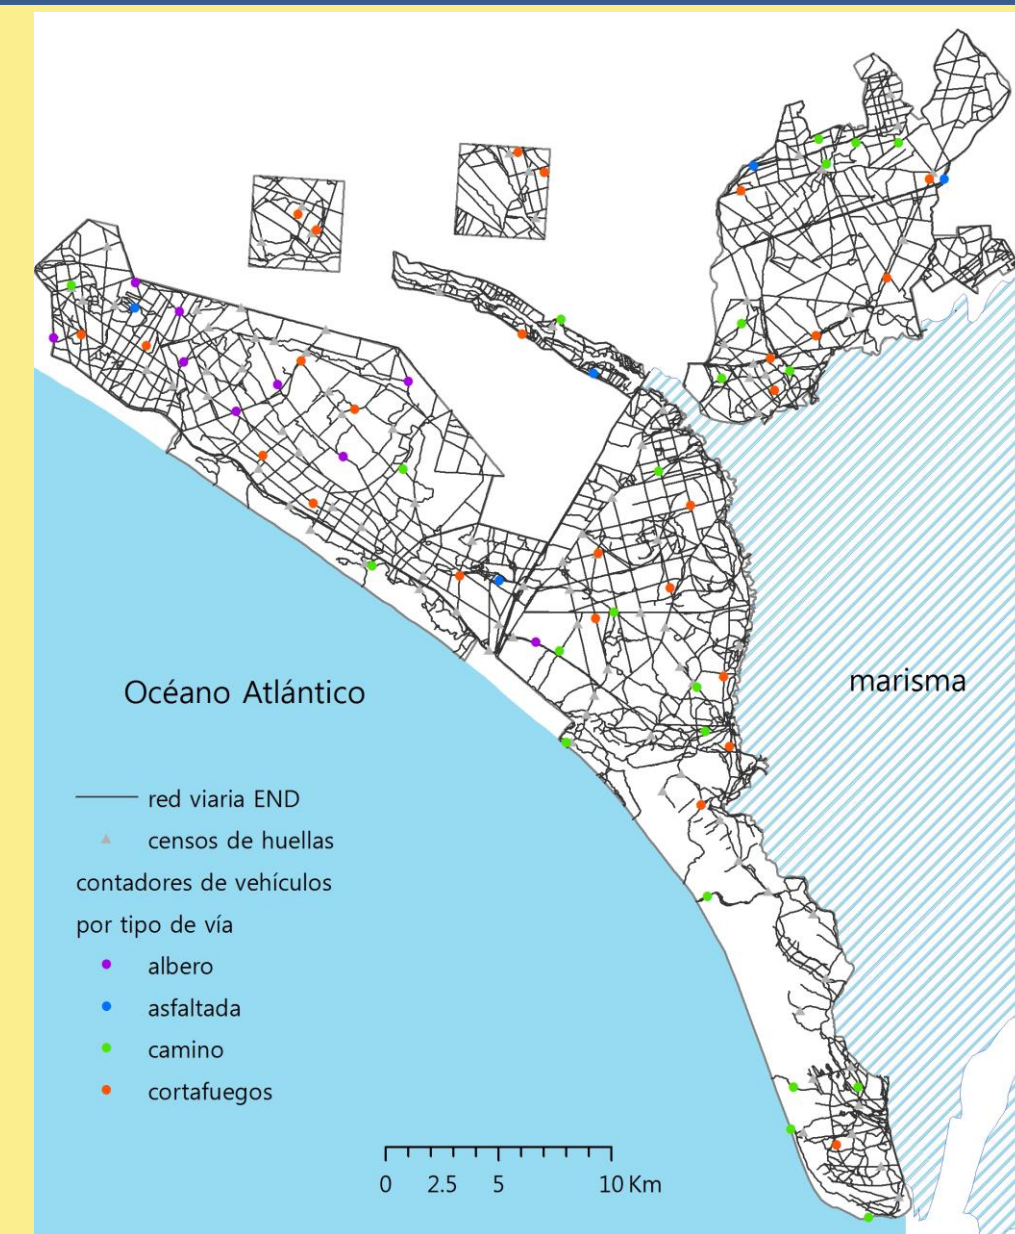 marisma
Océano Atlántico
red viaria END
censos de huellas
contadores de vehículos
por tipo de vía
albero
asfaltada
camino
cortafuegos
0 2.5 5 10 Km